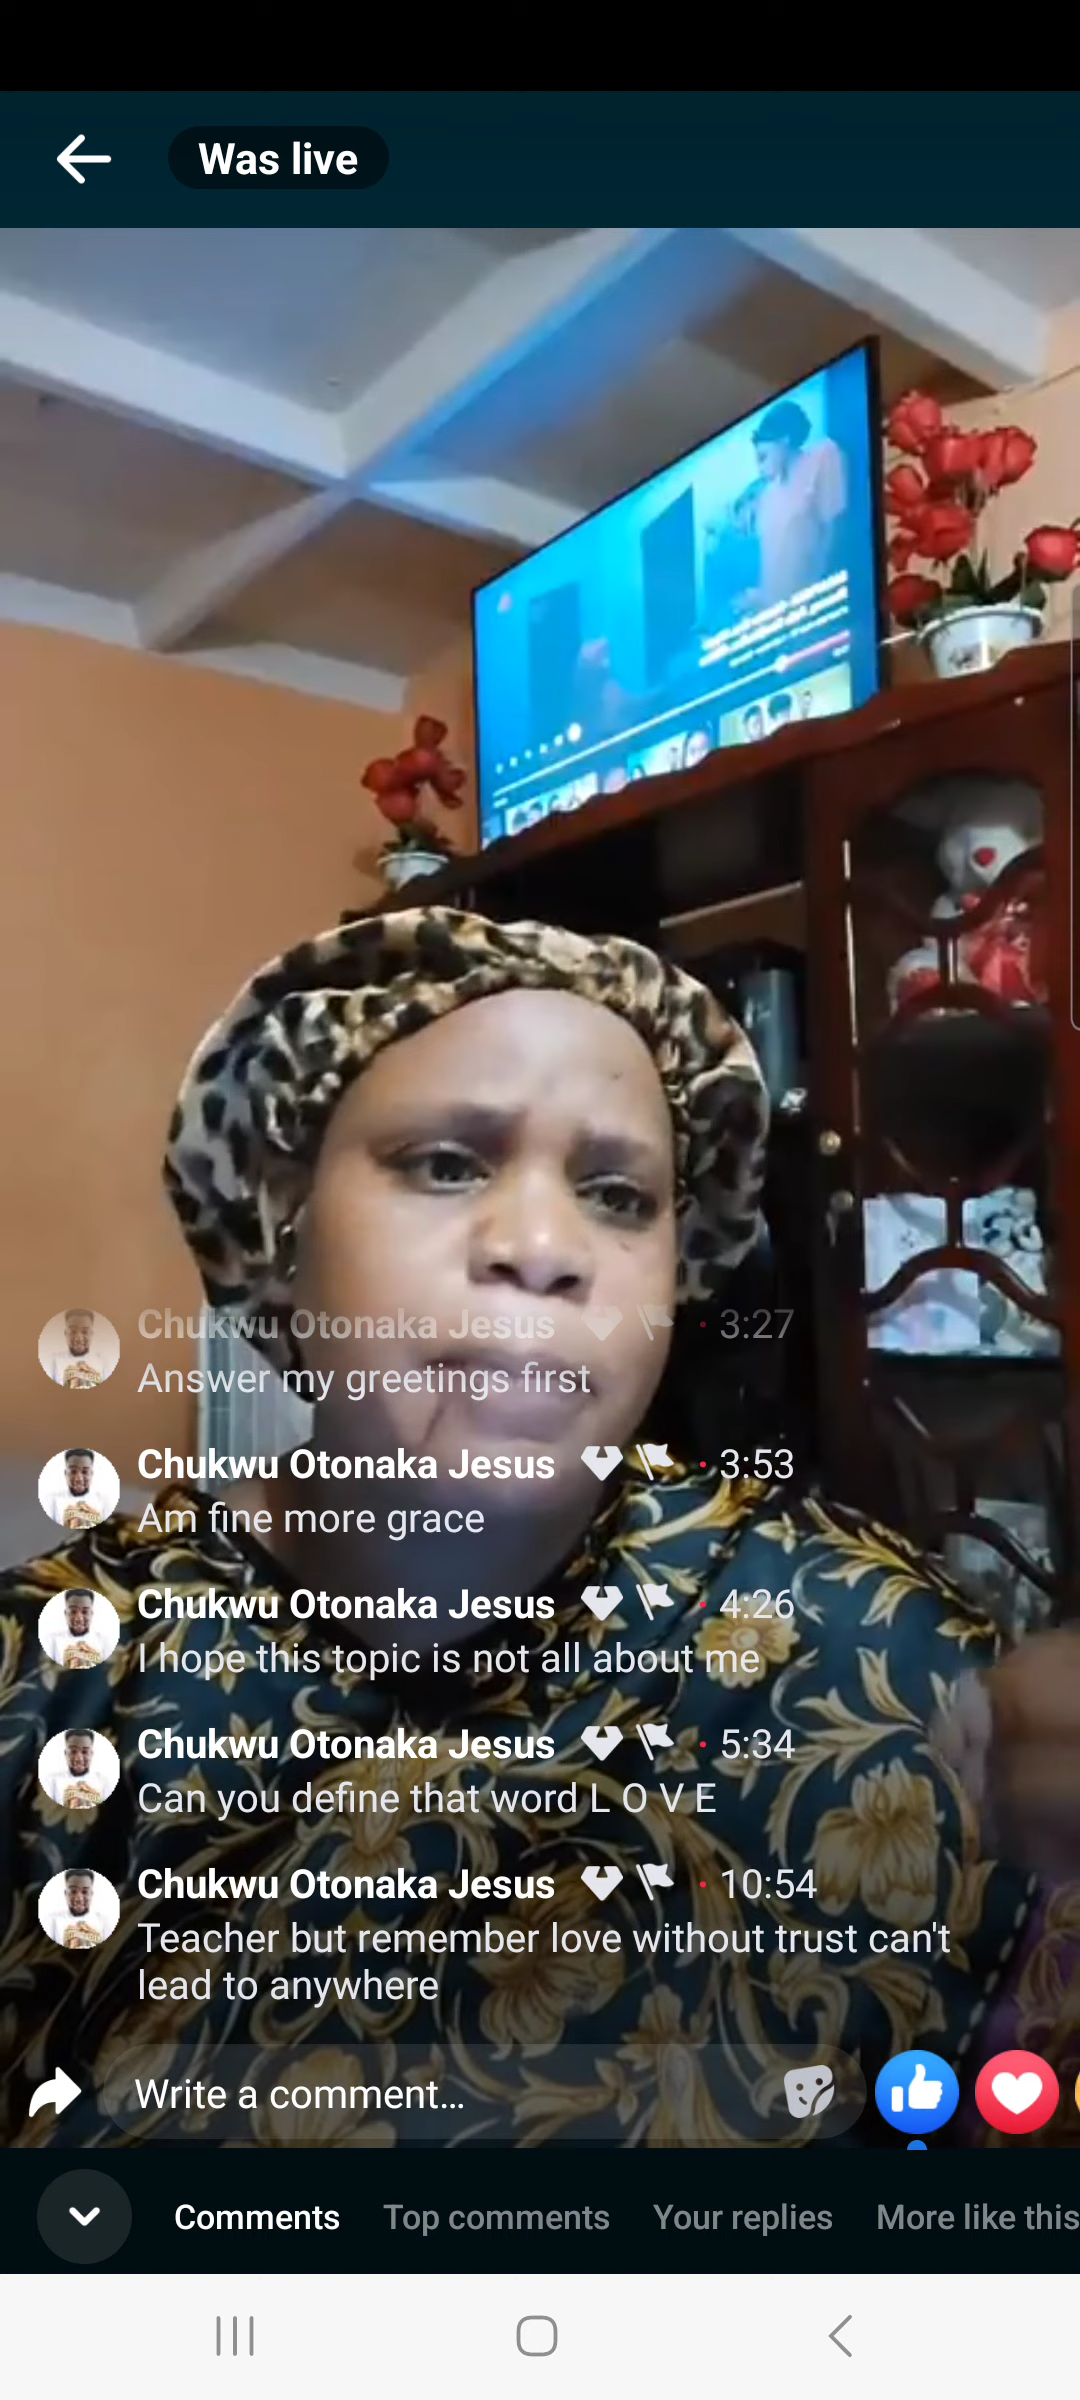 Was live
Chukwu Otonaka Jesus · 3:27
Answer my greetings first
Chukwu Otonaka Jesus · 3:53
Am fine more grace
Chukwu Otonaka Jesus · 4:26
I hope this topic is not all about me
Chukwu Otonaka Jesus · 5:34
Can you define that word L O V E
Chukwu Otonaka Jesus · 10:54
Teacher but remember love without trust can't
lead to anywhere
Write a comment...
Comments Top comments Your replies More like this